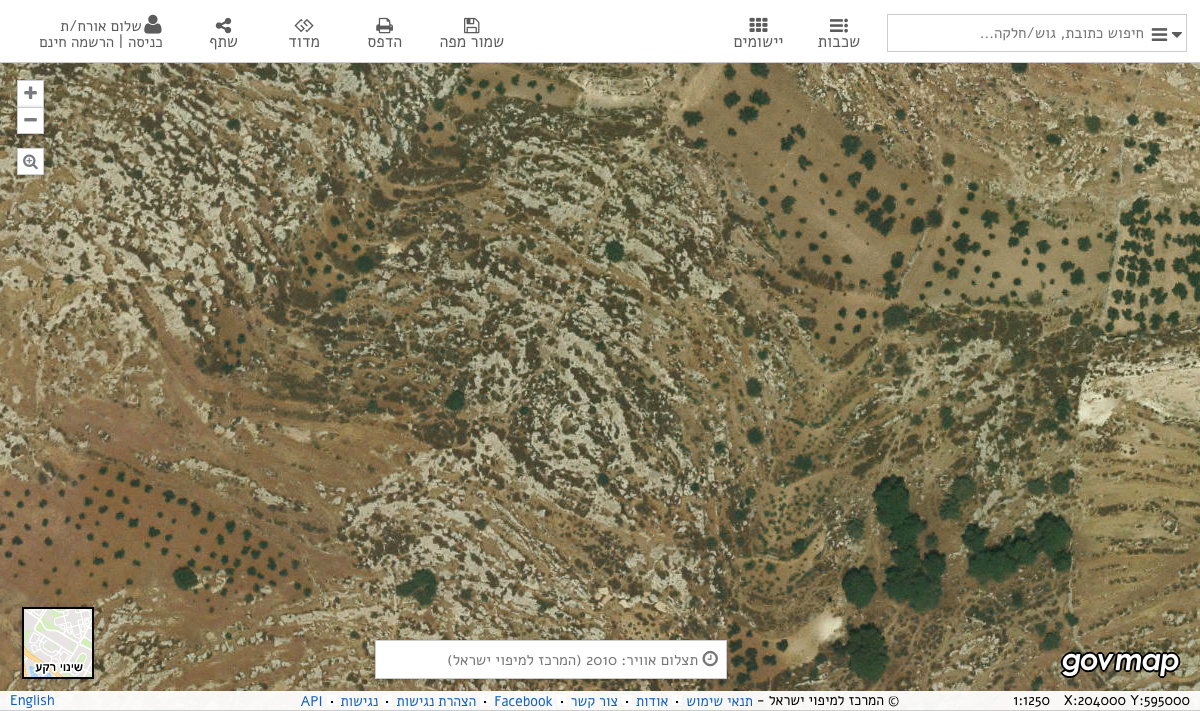 חיפוש כתובת, גוש/חלקה...
שכבות
יישומים
שמור מפה
הדפס
מדוד
שתף
שלום אורח/ת
כניסה | הרשמה חינם
שינוי רקע
תצלום אוויר: 2010 (המרכז למיפוי ישראל)
govmap
X:204000 Y:595000
1:1250
© המרכז למיפוי ישראל - תנאי שימוש · אודות · צור קשר · Facebook · הצהרת נגישות · נגישות · API
English